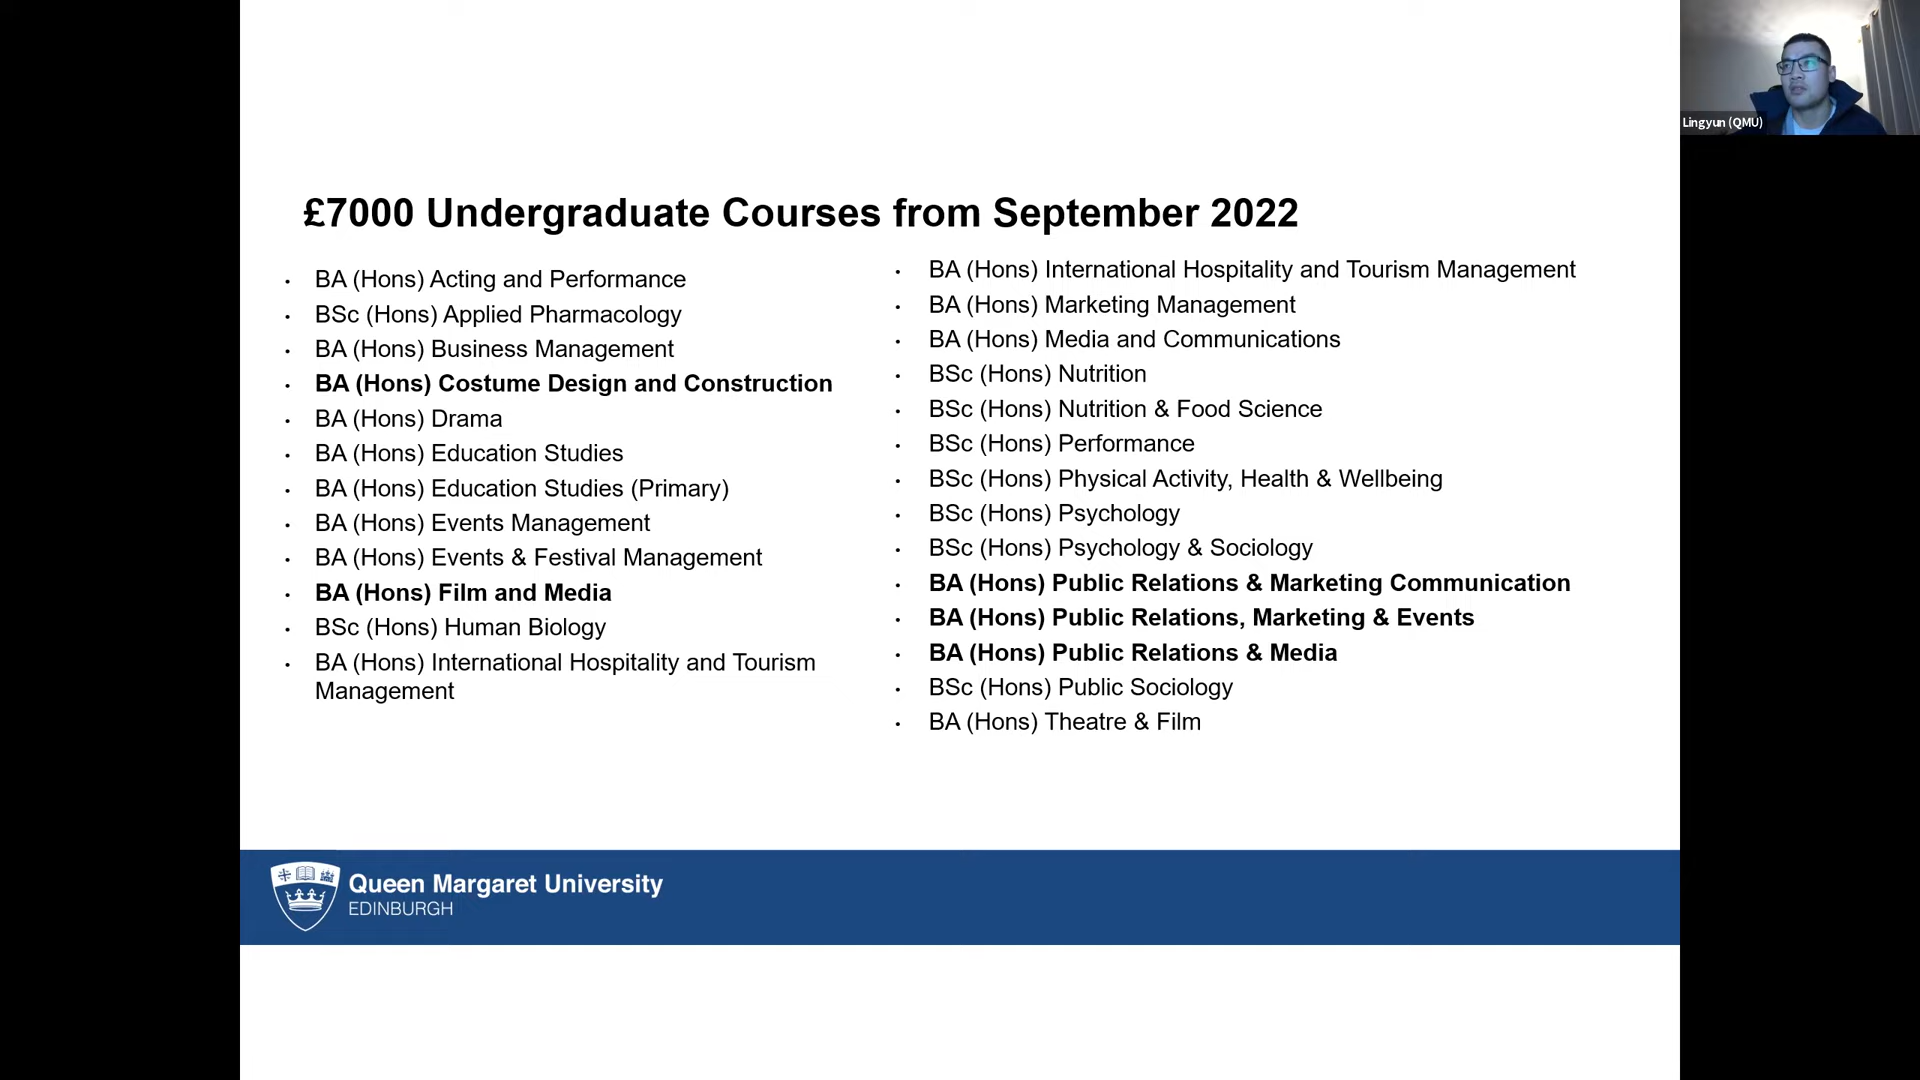 Lingyun (QMU)
£7000 Undergraduate Courses from September 2022
BA (Hons) Acting and Performance
BSc (Hons) Applied Pharmacology
BA (Hons) Business Management
BA (Hons) Costume Design and Construction
BA (Hons) Drama
BA (Hons) Education Studies
BA (Hons) Education Studies (Primary)
BA (Hons) Events Management
BA (Hons) Events & Festival Management
BA (Hons) Film and Media
BSc (Hons) Human Biology
BA (Hons) International Hospitality and Tourism
Management
BA (Hons) International Hospitality and Tourism Management
BA (Hons) Marketing Management
BA (Hons) Media and Communications
BSc (Hons) Nutrition
BSc (Hons) Nutrition & Food Science
BSc (Hons) Performance
BSc (Hons) Physical Activity, Health & Wellbeing
BSc (Hons) Psychology
BSc (Hons) Psychology & Sociology
BA (Hons) Public Relations & Marketing Communication
BA (Hons) Public Relations, Marketing & Events
BA (Hons) Public Relations & Media
BSc (Hons) Public Sociology
BA (Hons) Theatre & Film
Queen Margaret University
EDINBURGH